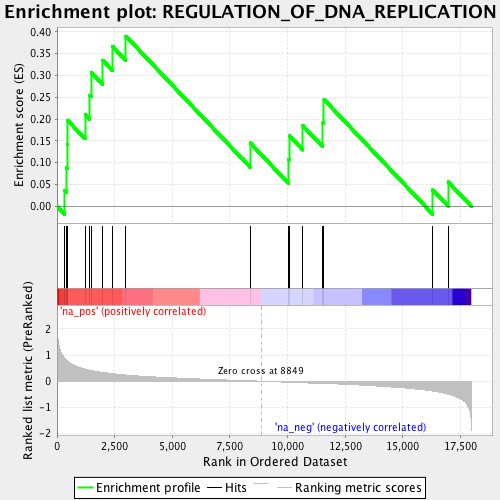 Enrichment plot: REGULATION_OF_DNA_REPLICATION
Enrichment score (ES)
0.40
0.35
0.30
0.25
0.20
0.15
0.10
0.05
0.00
'na_pos' (positively correlated)
Ranked list metric (PreRanked)
2
1
0
-1
-2
Zero cross at 8849
'na_neg' (negatively correlated)
0 2,500 5,000 7,500 10,000 12,500 15,000 17,500
Rank in Ordered Dataset
Enrichment profile Hits Ranking metric scores